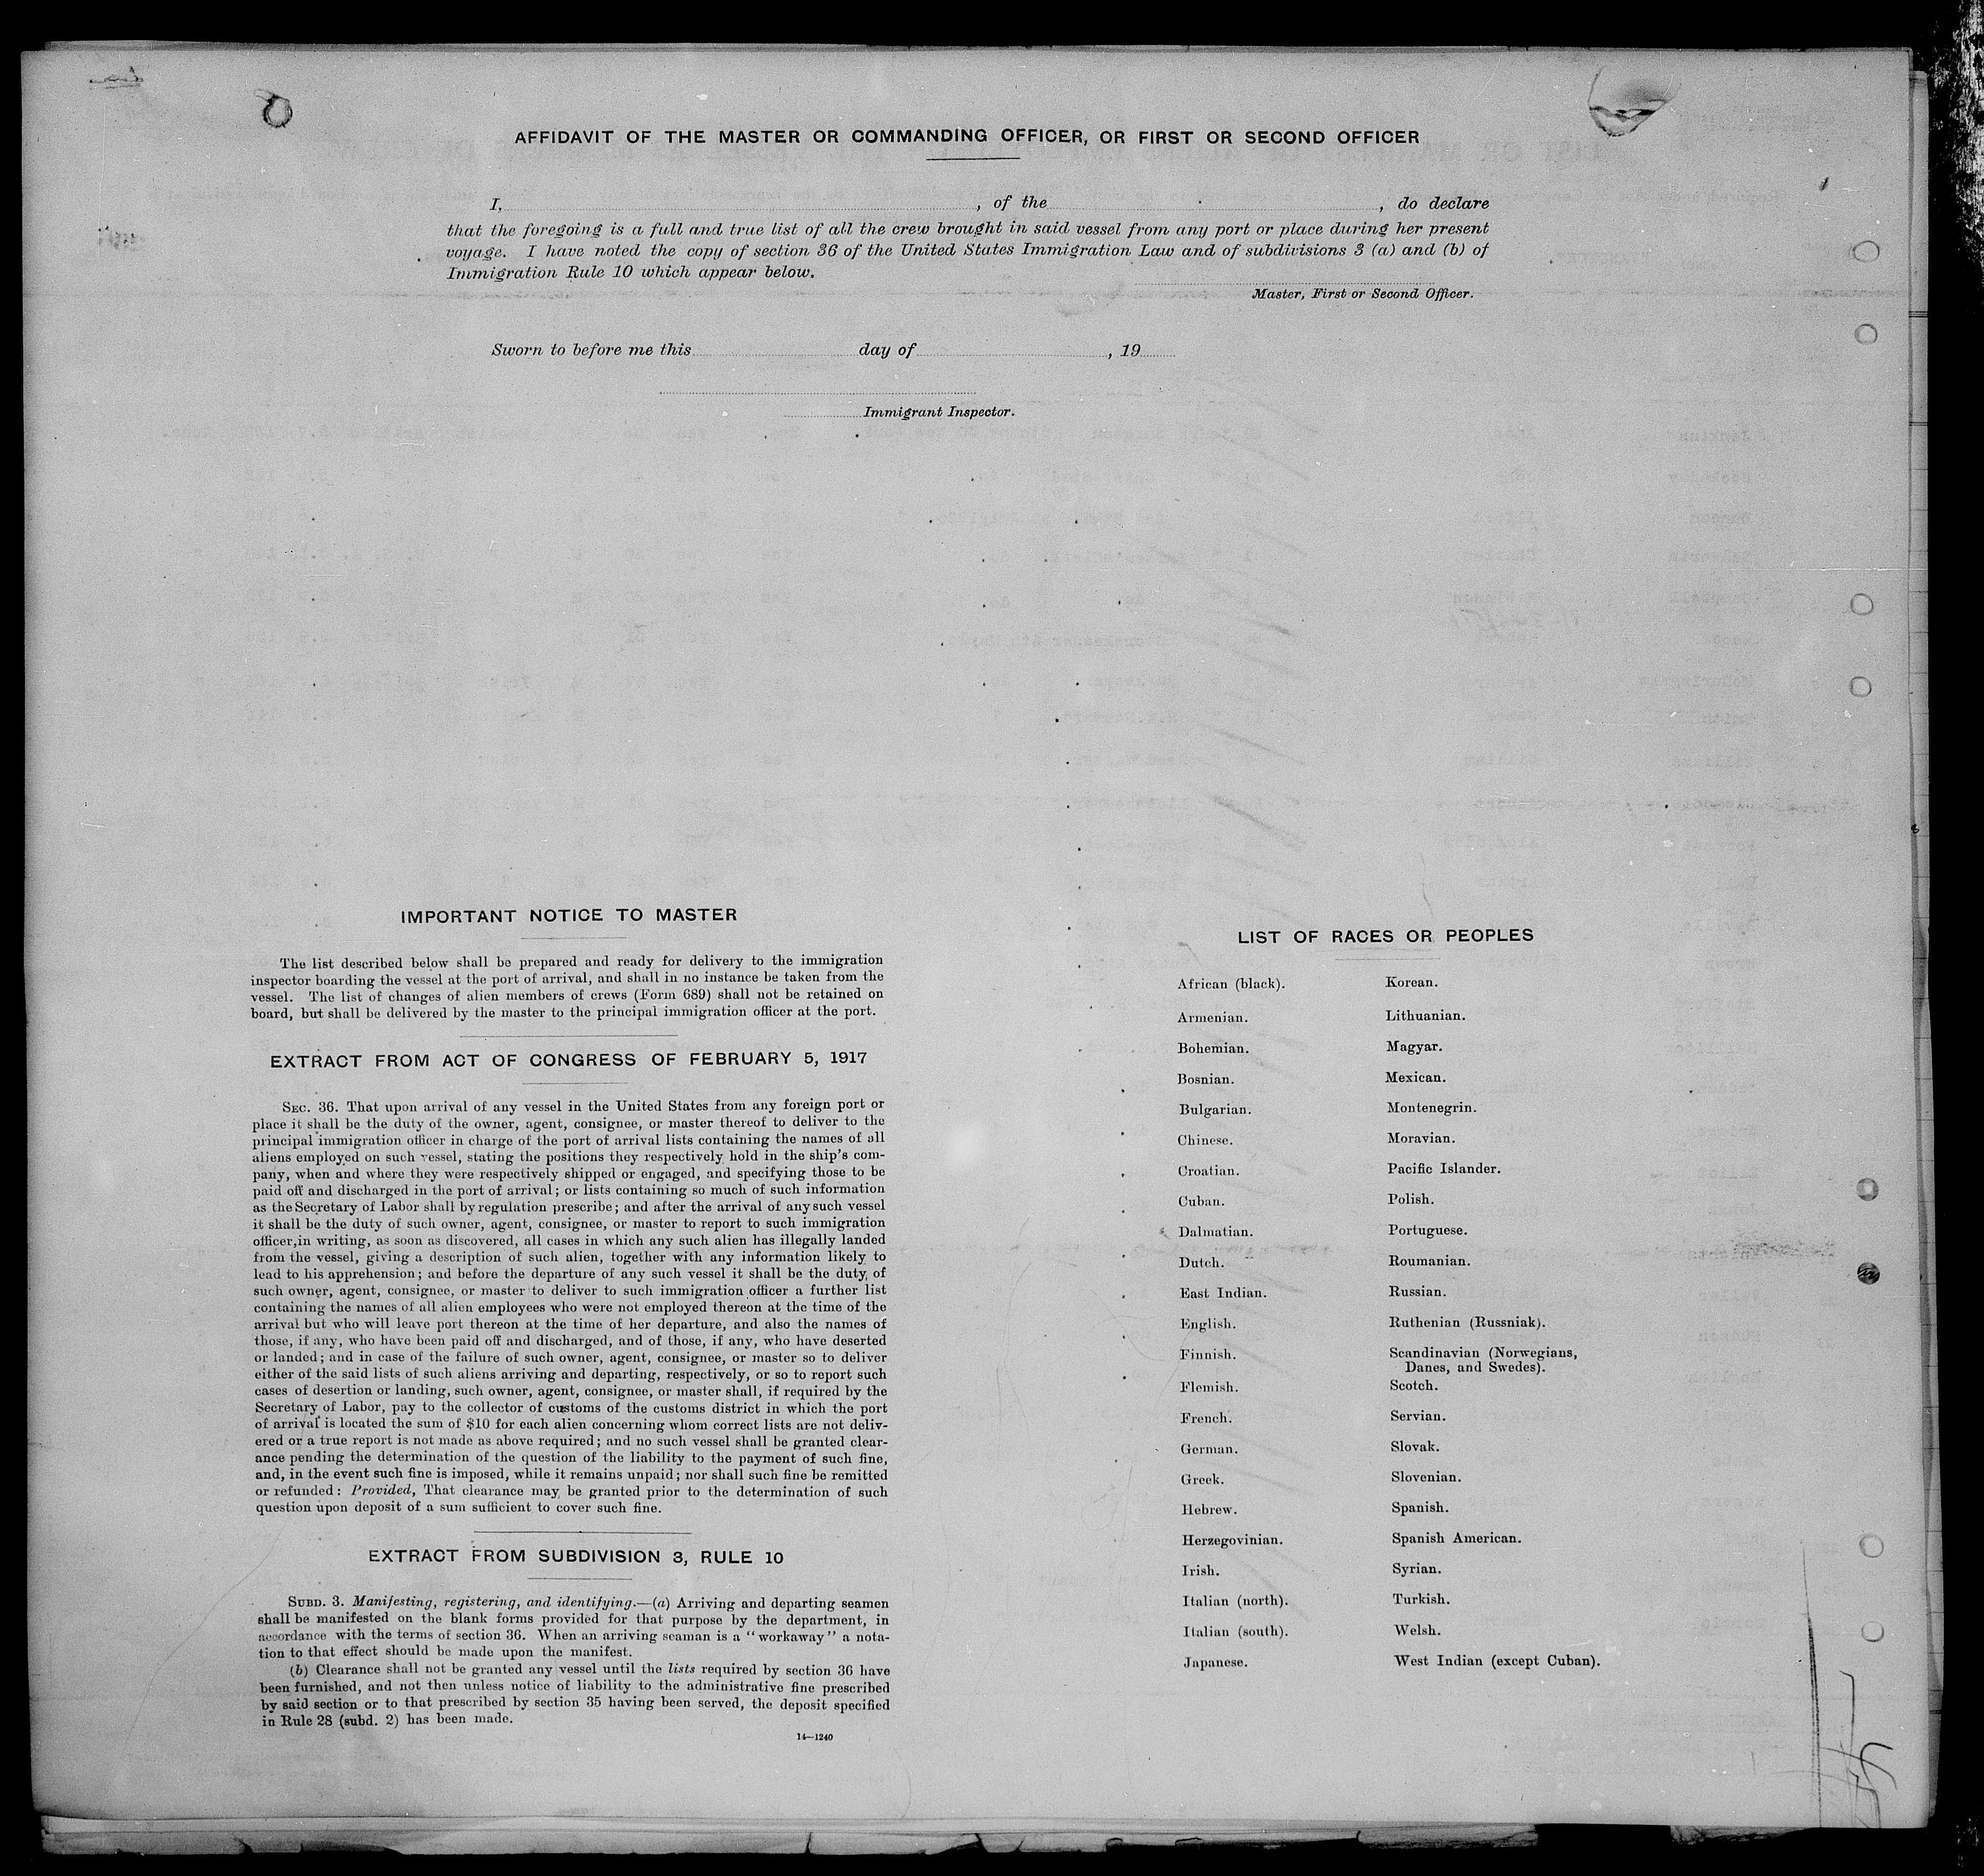 AFFIDAVIT OF THE MASTER OR COMMANDING OFFICER, OR FIRST OR SECOND OFFICER
I, , of the , do declare
that the foregoing is a full and true list of all the crew brought in said vessel from any port or place during her present
voyage. I have noted the copy of section 36 of the United States Immigration Law and of subdivisions 3 (a) and (b) of
Immigration Rule 10 which appear below.
Master, First or Second Officer.
Sworn to before me this day of , 19
Immigrant Inspector.
IMPORTANT NOTICE TO MASTER
The list described below shall be prepared and ready for delivery to the immigration
inspector boarding the vessel at the port of arrival, and shall in no instance be taken from the
vessel. The list of changes of alien members of crews (Form 689) shall not be retained on
board, but shall be delivered by the master to the principal immigration officer at the port.
EXTRACT FROM ACT OF CONGRESS OF FEBRUARY 5, 1917
SEC. 36. That upon arrival of any vessel in the United States from any foreign port or
place it shall be the duty of the owner, agent, consignee, or master thereof to deliver to the
principal immigration officer in charge of the port of arrival lists containing the names of all
aliens employed on such vessel, stating the positions they respectively hold in the ship's com-
pany, when and where they were respectively shipped or engaged, and specifying those to be
paid off and discharged in the port of arrival; or lists containing so much of such information
as the Secretary of Labor shall by regulation prescribe; and after the arrival of any such vessel
it shall be the duty of such owner, agent, consignee, or master to report to such immigration
officer, in writing, as soon as discovered, all cases in which any such alien has illegally landed
from the vessel, giving a description of such alien, together with any information likely to
lead to his apprehension; and before the departure of any such vessel it shall be the duty of
such owner, agent, consignee, or master to deliver to such immigration officer a further list
containing the names of all alien employees who were not employed thereon at the time of the
arrival but who will leave port thereon at the time of her departure, and also the names of
those, if any, who have been paid off and discharged, and of those, if any, who have deserted
or landed; and in case of the failure of such owner, agent, consignee, or master so to deliver
either of the said lists of such aliens arriving and departing, respectively, or so to report such
cases of desertion or landing, such owner, agent, consignee, or master shall, if required by the
Secretary of Labor, pay to the collector of customs of the customs district in which the port
of arrival is located the sum of $10 for each alien concerning whom correct lists are not deliv-
ered or a true report is not made as above required; and no such vessel shall be granted clear-
ance pending the determination of the question of the liability to the payment of such fine,
and, in the event such fine is imposed, while it remains unpaid; nor shall such fine be remitted
or refunded: Provided, That clearance may be granted prior to the determination of such
question upon deposit of a sum sufficient to cover such fine.
EXTRACT FROM SUBDIVISION 3, RULE 10
SUBD. 3. Manifesting, registering, and identifying.—(a) Arriving and departing seamen
shall be manifested on the blank forms provided for that purpose by the department, in
accordance with the terms of section 36. When an arriving seaman is a "workaway" a nota-
tion to that effect should be made upon the manifest.
(b) Clearance shall not be granted any vessel until the lists required by section 36 have
been furnished, and not then unless notice of liability to the administrative fine prescribed
by said section or to that prescribed by section 35 having been served, the deposit specified
in Rule 28 (subd. 2) has been made.
14—1240
LIST OF RACES OR PEOPLES
African (black).
Armenian.
Bohemian.
Bosnian.
Bulgarian.
Chinese.
Croatian.
Cuban.
Dalmatian.
Dutch.
East Indian.
English.
Finnish.
Flemish.
French.
German.
Greek.
Hebrew.
Herzegovinian.
Irish.
Italian (north).
Italian (south).
Japanese.
Korean.
Lithuanian.
Magyar.
Mexican.
Montenegrin.
Moravian.
Pacific Islander.
Polish.
Portuguese.
Roumanian.
Russian.
Ruthenian (Russniak).
Scandinavian (Norwegians,
Danes, and Swedes).
Scotch.
Servian.
Slovak.
Slovenian.
Spanish.
Spanish American.
Syrian.
Turkish.
Welsh.
West Indian (except Cuban).